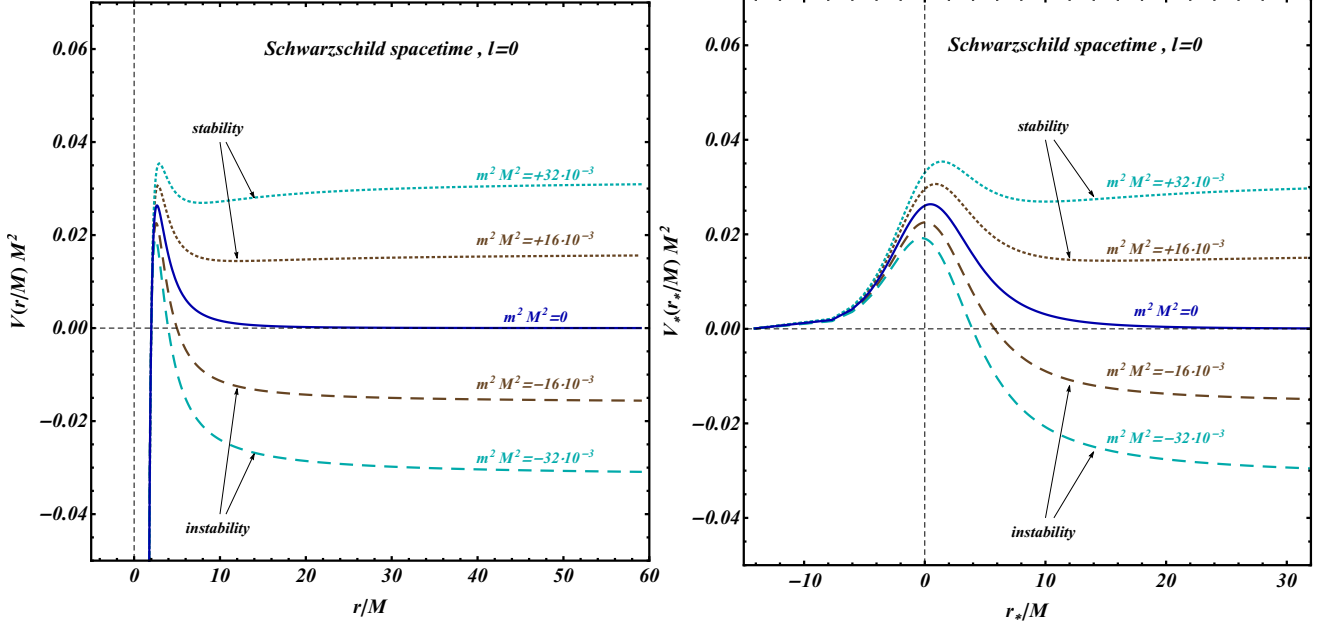 Schwarzschild spacetime , l=0
0.06
0.04
0.02
0.00
−0.02
−0.04
V(r/M) M²
stability
m² M²=+32·10⁻³
m² M²=+16·10⁻³
m² M²=0
m² M²=−16·10⁻³
m² M²=−32·10⁻³
instability
0
10
20
30
40
50
60
r/M
Schwarzschild spacetime , l=0
0.06
0.04
0.02
0.00
−0.02
−0.04
V*(r*/M) M²
stability
m² M²=+32·10⁻³
m² M²=+16·10⁻³
m² M²=0
m² M²=−16·10⁻³
m² M²=−32·10⁻³
instability
−10
0
10
20
30
r*/M